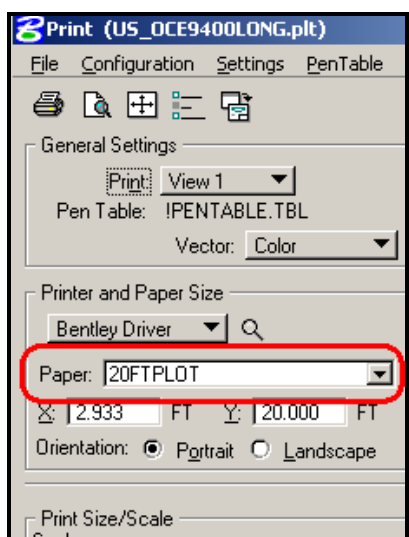 Print (US_OCE9400LONG.plt)
File Configuration Settings PenTable
General Settings
Print: View 1
Pen Table: !PENTABLE.TBL
Vector: Color
Printer and Paper Size
Bentley Driver
Paper: 20FTPLOT
X: 2.933 FT Y: 20.000 FT
Orientation: Portrait Landscape
Print Size/Scale